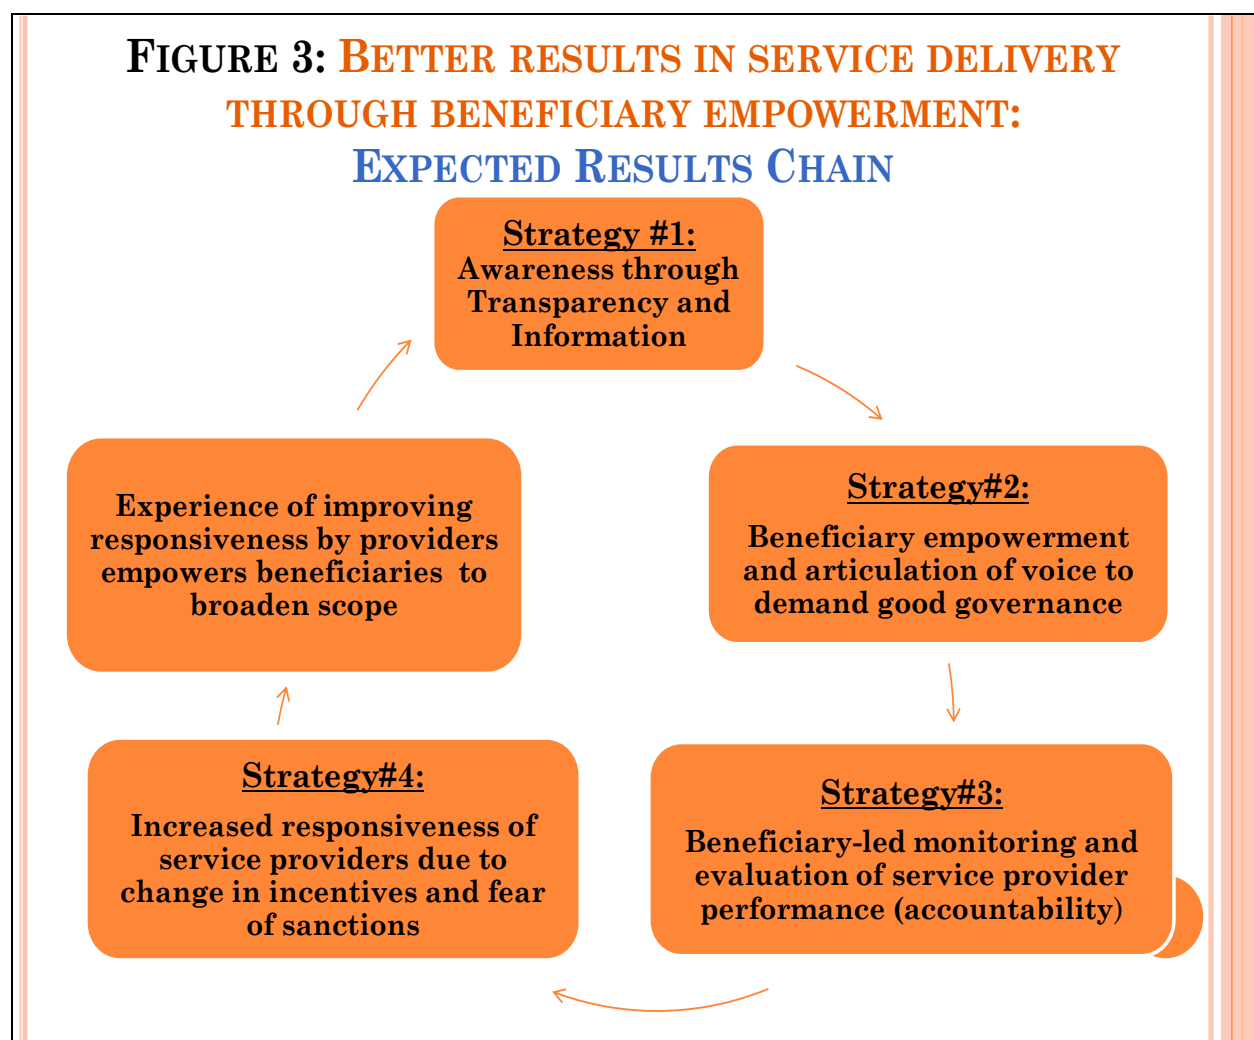 FIGURE 3: BETTER RESULTS IN SERVICE DELIVERY
THROUGH BENEFICIARY EMPOWERMENT:
EXPECTED RESULTS CHAIN
Strategy #1:
Awareness through
Transparency and
Information
Strategy#2:
Beneficiary empowerment
and articulation of voice to
demand good governance
Strategy#3:
Beneficiary-led monitoring and
evaluation of service provider
performance (accountability)
Strategy#4:
Increased responsiveness of
service providers due to
change in incentives and fear
of sanctions
Experience of improving
responsiveness by providers
empowers beneficiaries  to
broaden scope